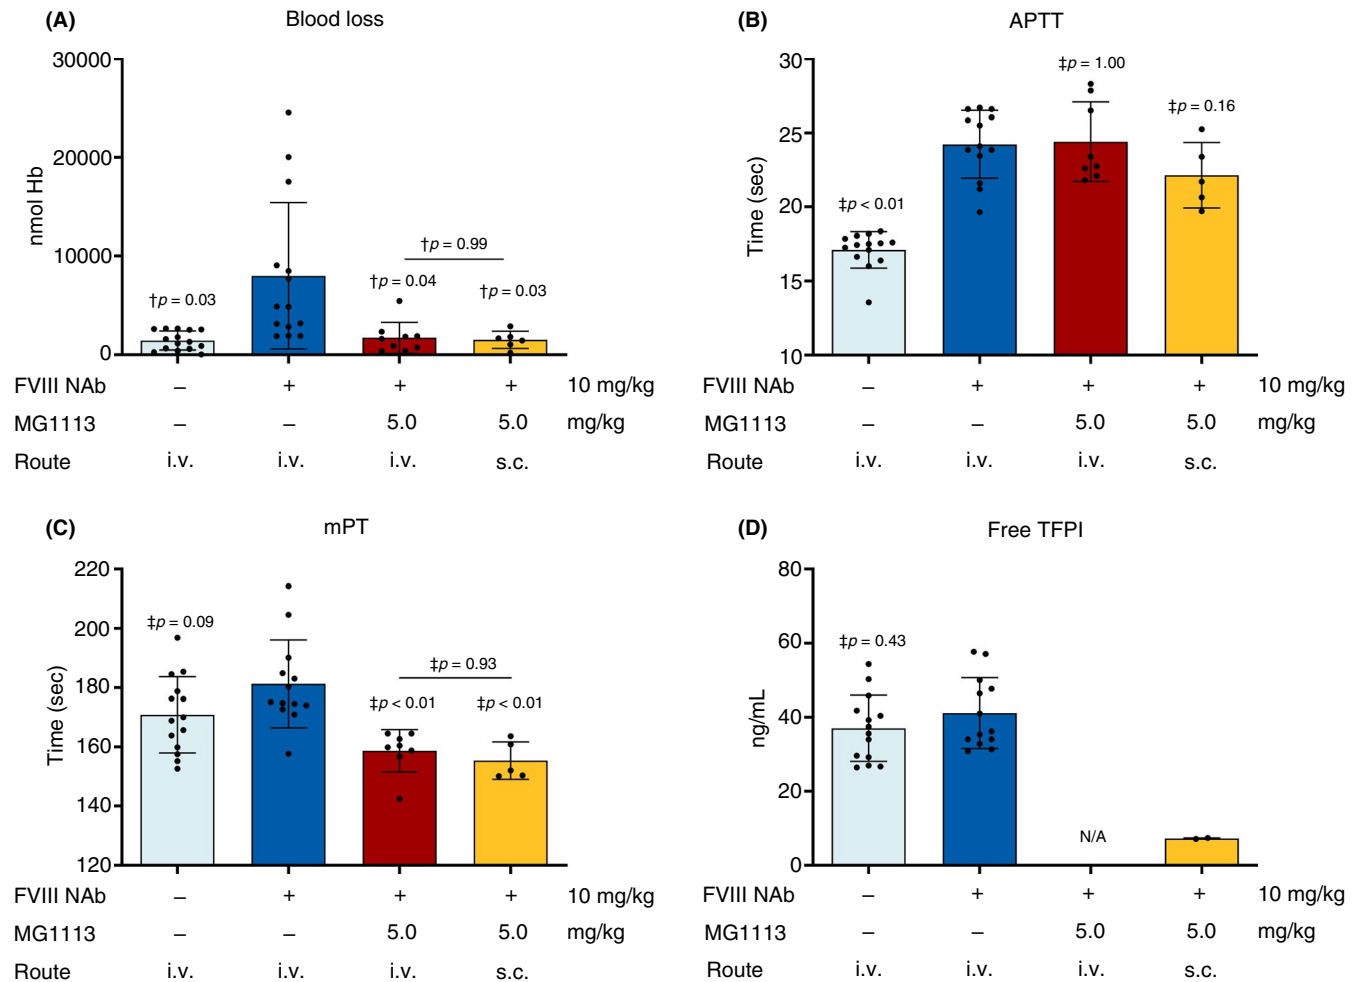 (A) Blood loss
30000
20000
10000
0
nmol Hb
†p = 0.03
†p = 0.04
†p = 0.99
†p = 0.03
FVIII NAb – + + + 10 mg/kg
MG1113 – – 5.0 5.0 mg/kg
Route i.v. i.v. i.v. s.c.
(B) APTT
30
25
20
15
10
Time (sec)
‡p < 0.01
‡p = 1.00
‡p = 0.16
FVIII NAb – + + + 10 mg/kg
MG1113 – – 5.0 5.0 mg/kg
Route i.v. i.v. i.v. s.c.
(C) mPT
220
200
180
160
140
120
Time (sec)
‡p = 0.09
‡p = 0.93
‡p < 0.01
‡p < 0.01
FVIII NAb – + + + 10 mg/kg
MG1113 – – 5.0 5.0 mg/kg
Route i.v. i.v. i.v. s.c.
(D) Free TFPI
80
60
40
20
0
ng/mL
‡p = 0.43
N/A
FVIII NAb – + + + 10 mg/kg
MG1113 – – 5.0 5.0 mg/kg
Route i.v. i.v. i.v. s.c.